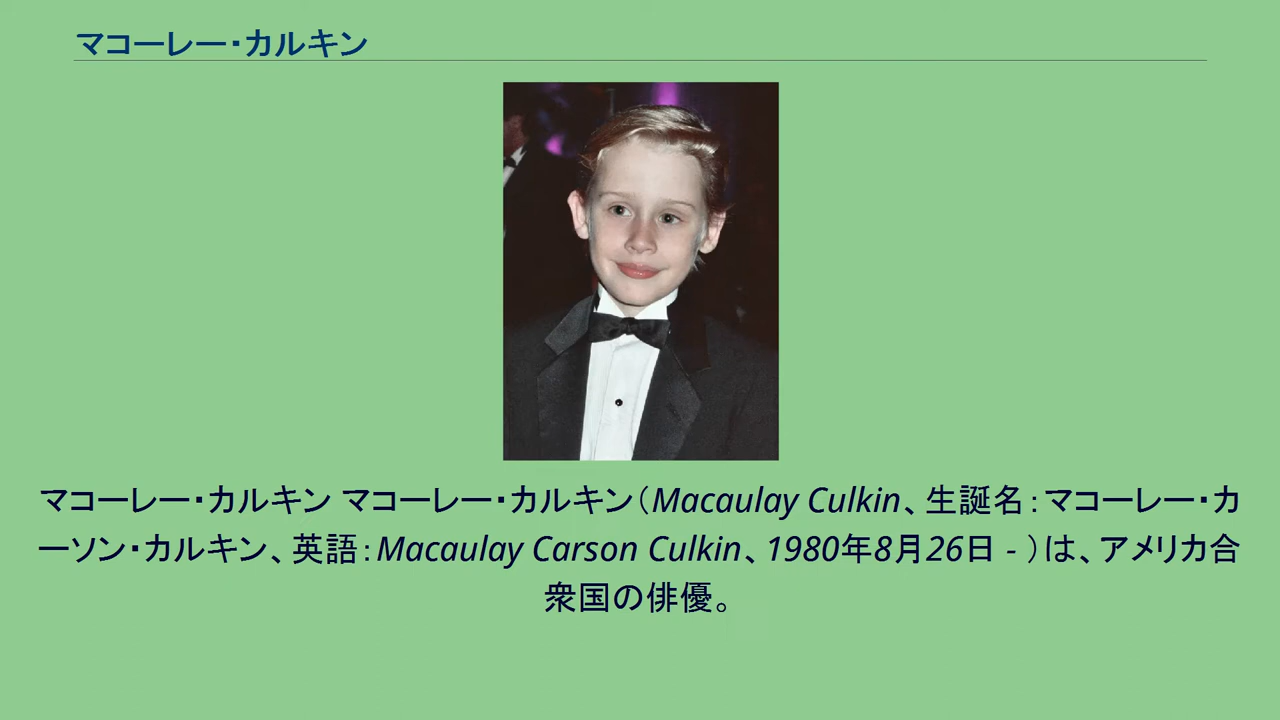 マコーレー・カルキン
マコーレー・カルキン マコーレー・カルキン（Macaulay Culkin、生誕名：マコーレー・カ
ーソン・カルキン、英語：Macaulay Carson Culkin、1980年8月26日 - ）は、アメリカ合
衆国の俳優。